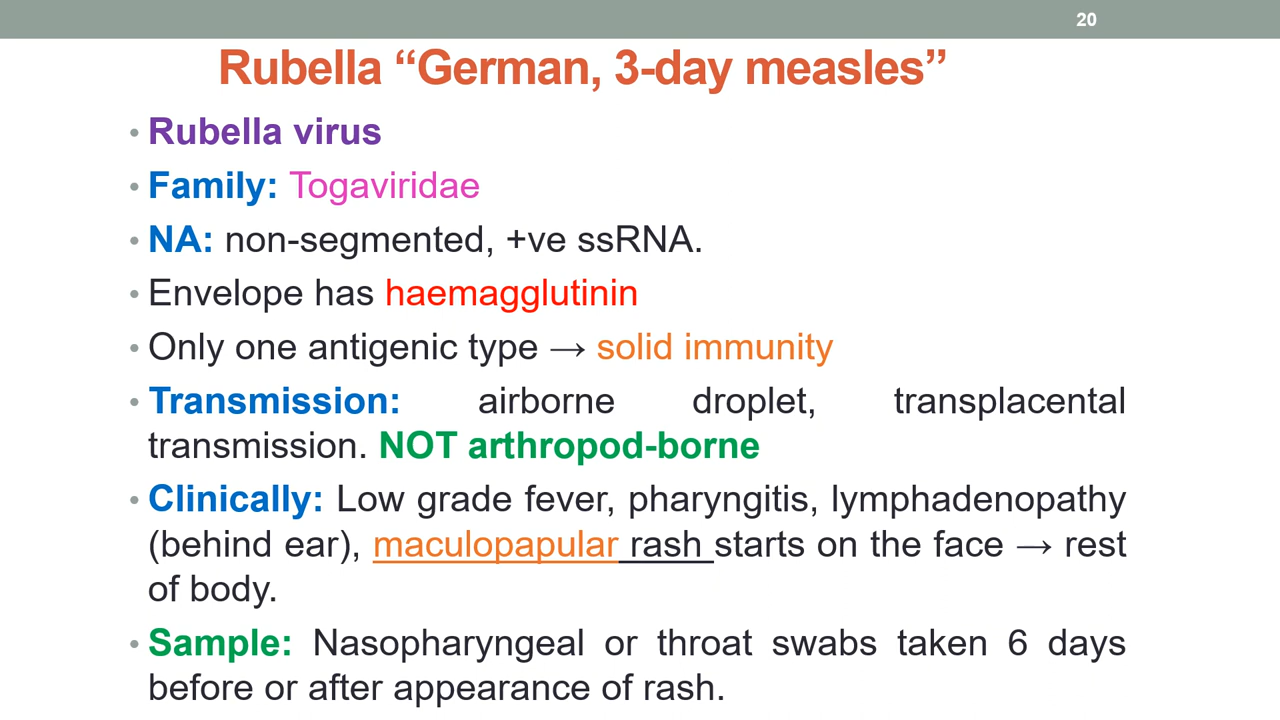 20
Rubella “German, 3-day measles”
• Rubella virus
• Family: Togaviridae
• NA: non-segmented, +ve ssRNA.
• Envelope has haemagglutinin
• Only one antigenic type → solid immunity
• Transmission: airborne droplet, transplacental
transmission. NOT arthropod-borne
• Clinically: Low grade fever, pharyngitis, lymphadenopathy
(behind ear), maculopapular rash starts on the face → rest
of body.
• Sample: Nasopharyngeal or throat swabs taken 6 days
before or after appearance of rash.